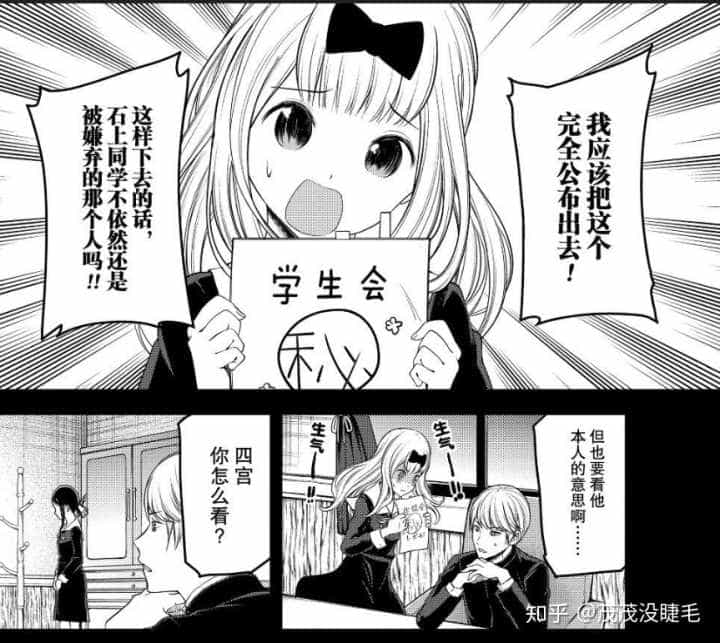 我应该把这个
完全公布出去！
这样下去的话，
石上同学不依然还是
被嫌弃的那个人吗!!
学生会
秘
但也要看他
本人的意思啊……
生气—!!
生气—!!
四宫
你怎么看？
知乎 @茂茂没睫毛